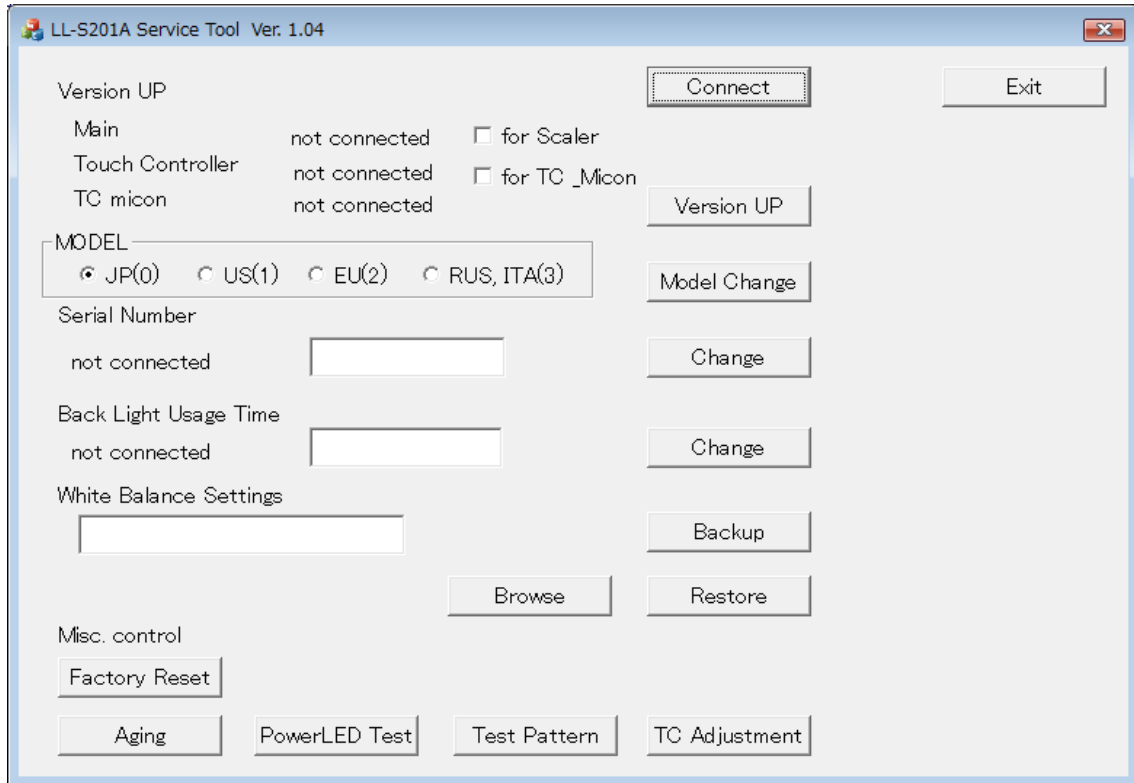 LL-S201A Service Tool Ver. 1.04
Version UP
Connect
Exit
Main
not connected
for Scaler
Touch Controller
not connected
for TC _Micon
TC micon
not connected
Version UP
MODEL
JP(0) US(1) EU(2) RUS, ITA(3)
Model Change
Serial Number
not connected
Change
Back Light Usage Time
not connected
Change
White Balance Settings
Backup
Browse
Restore
Misc. control
Factory Reset
Aging
PowerLED Test
Test Pattern
TC Adjustment